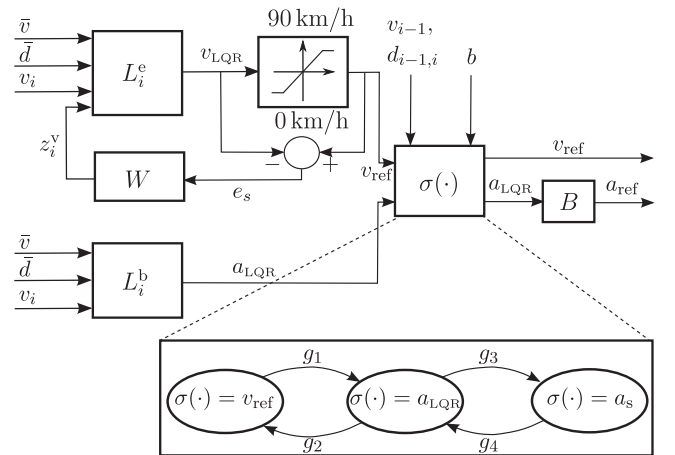 90 km/h
v̄
d̄
v_i
L_i^e
v_LQR
0 km/h
v_{i−1},
d_{i−1,i}
b
z_i^v
W
e_s
−
+
v_ref
σ(·)
v_ref
a_LQR
B
a_ref
v̄
d̄
v_i
L_i^b
a_LQR
g_1
g_3
σ(·) = v_ref
σ(·) = a_LQR
σ(·) = a_s
g_2
g_4